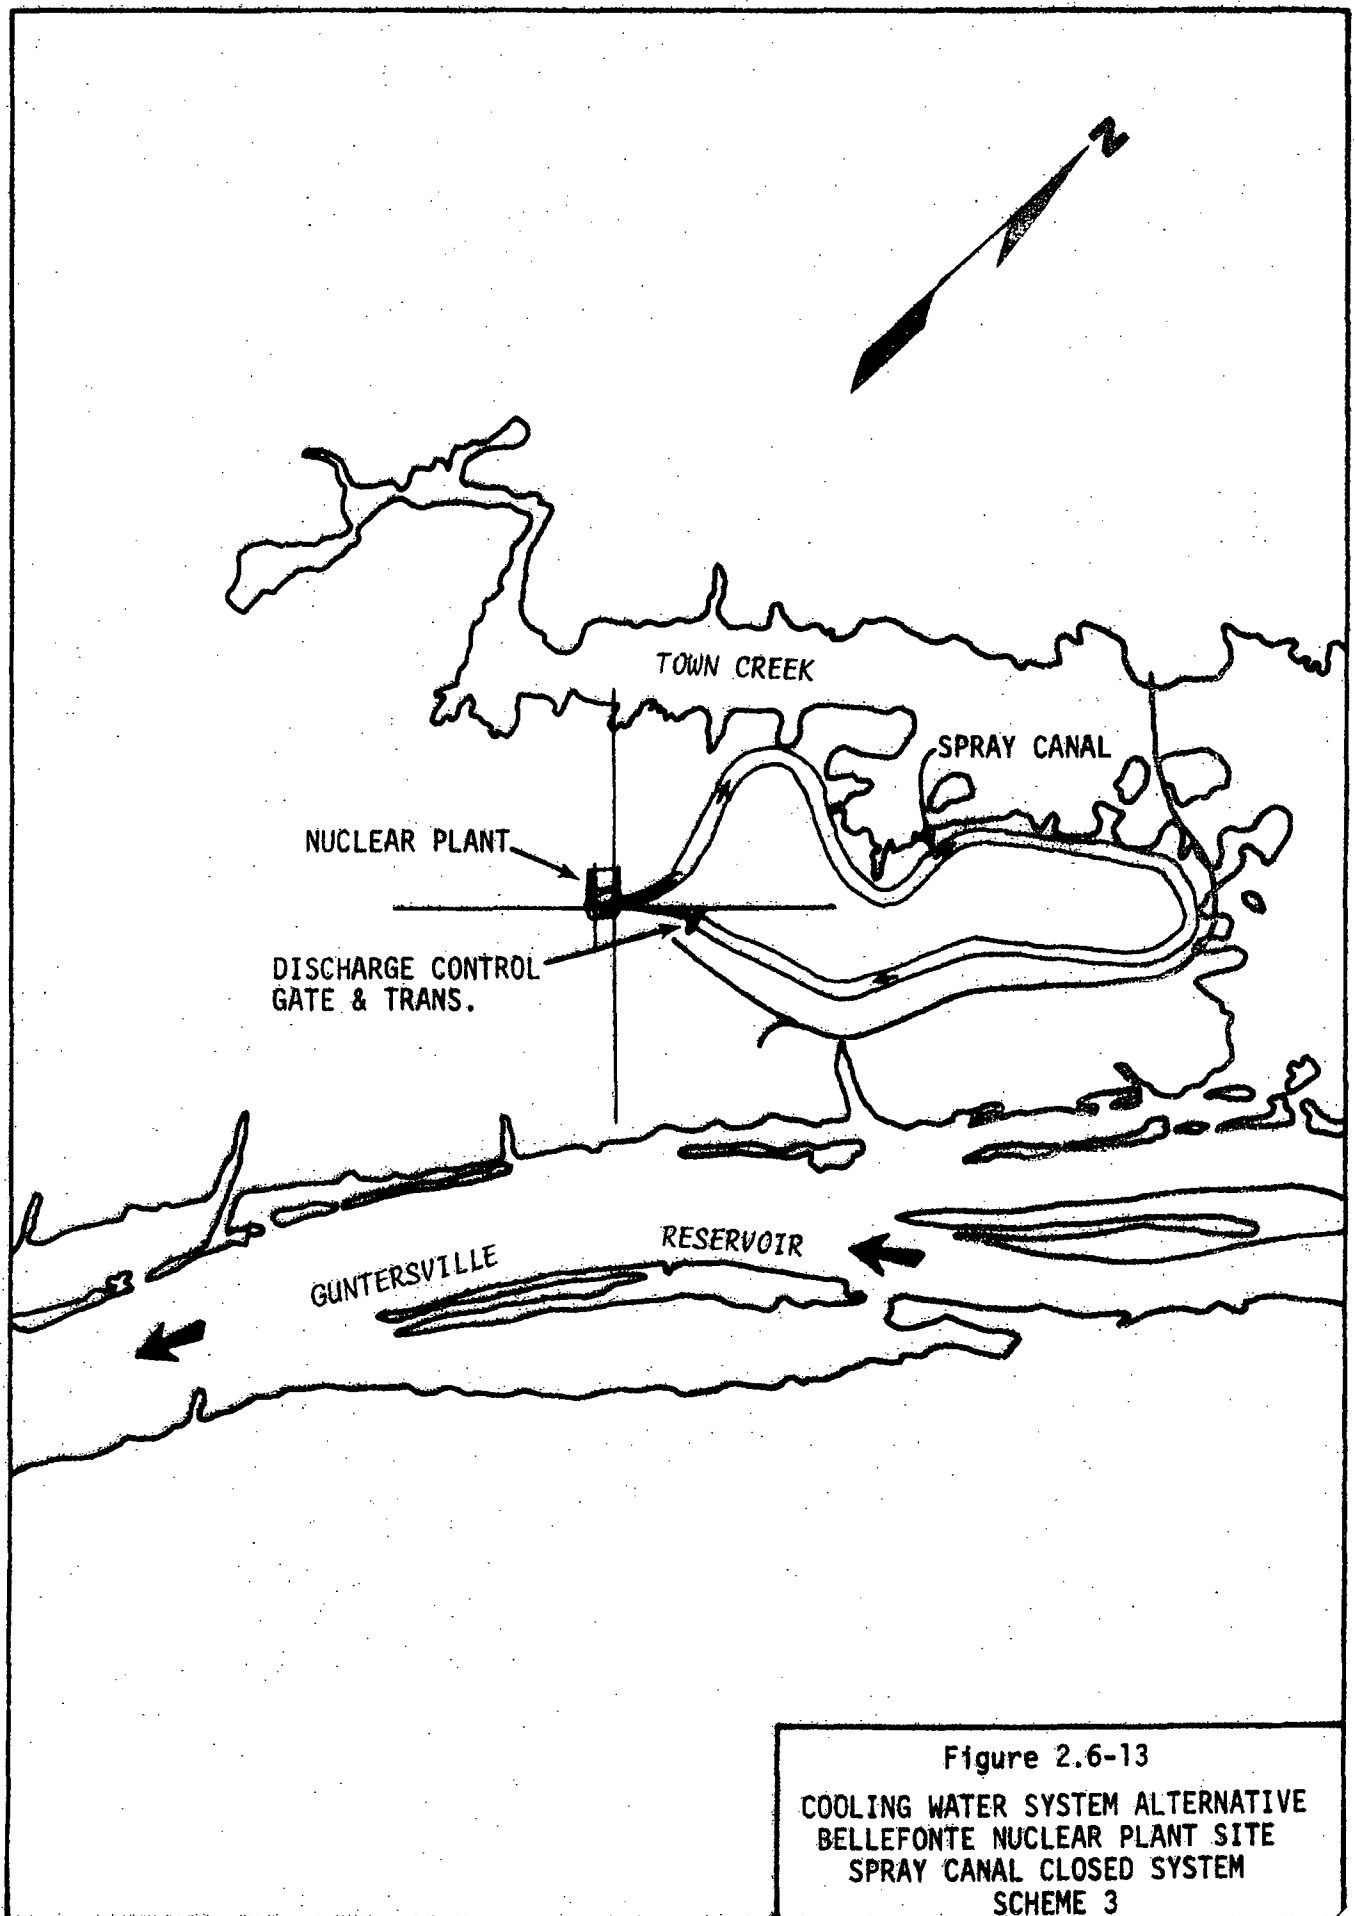 N
TOWN CREEK
SPRAY CANAL
NUCLEAR PLANT
DISCHARGE CONTROL
GATE & TRANS.
RESERVOIR
GUNTERSVILLE
Figure 2.6-13
COOLING WATER SYSTEM ALTERNATIVE
BELLEFONTE NUCLEAR PLANT SITE
SPRAY CANAL CLOSED SYSTEM
SCHEME 3